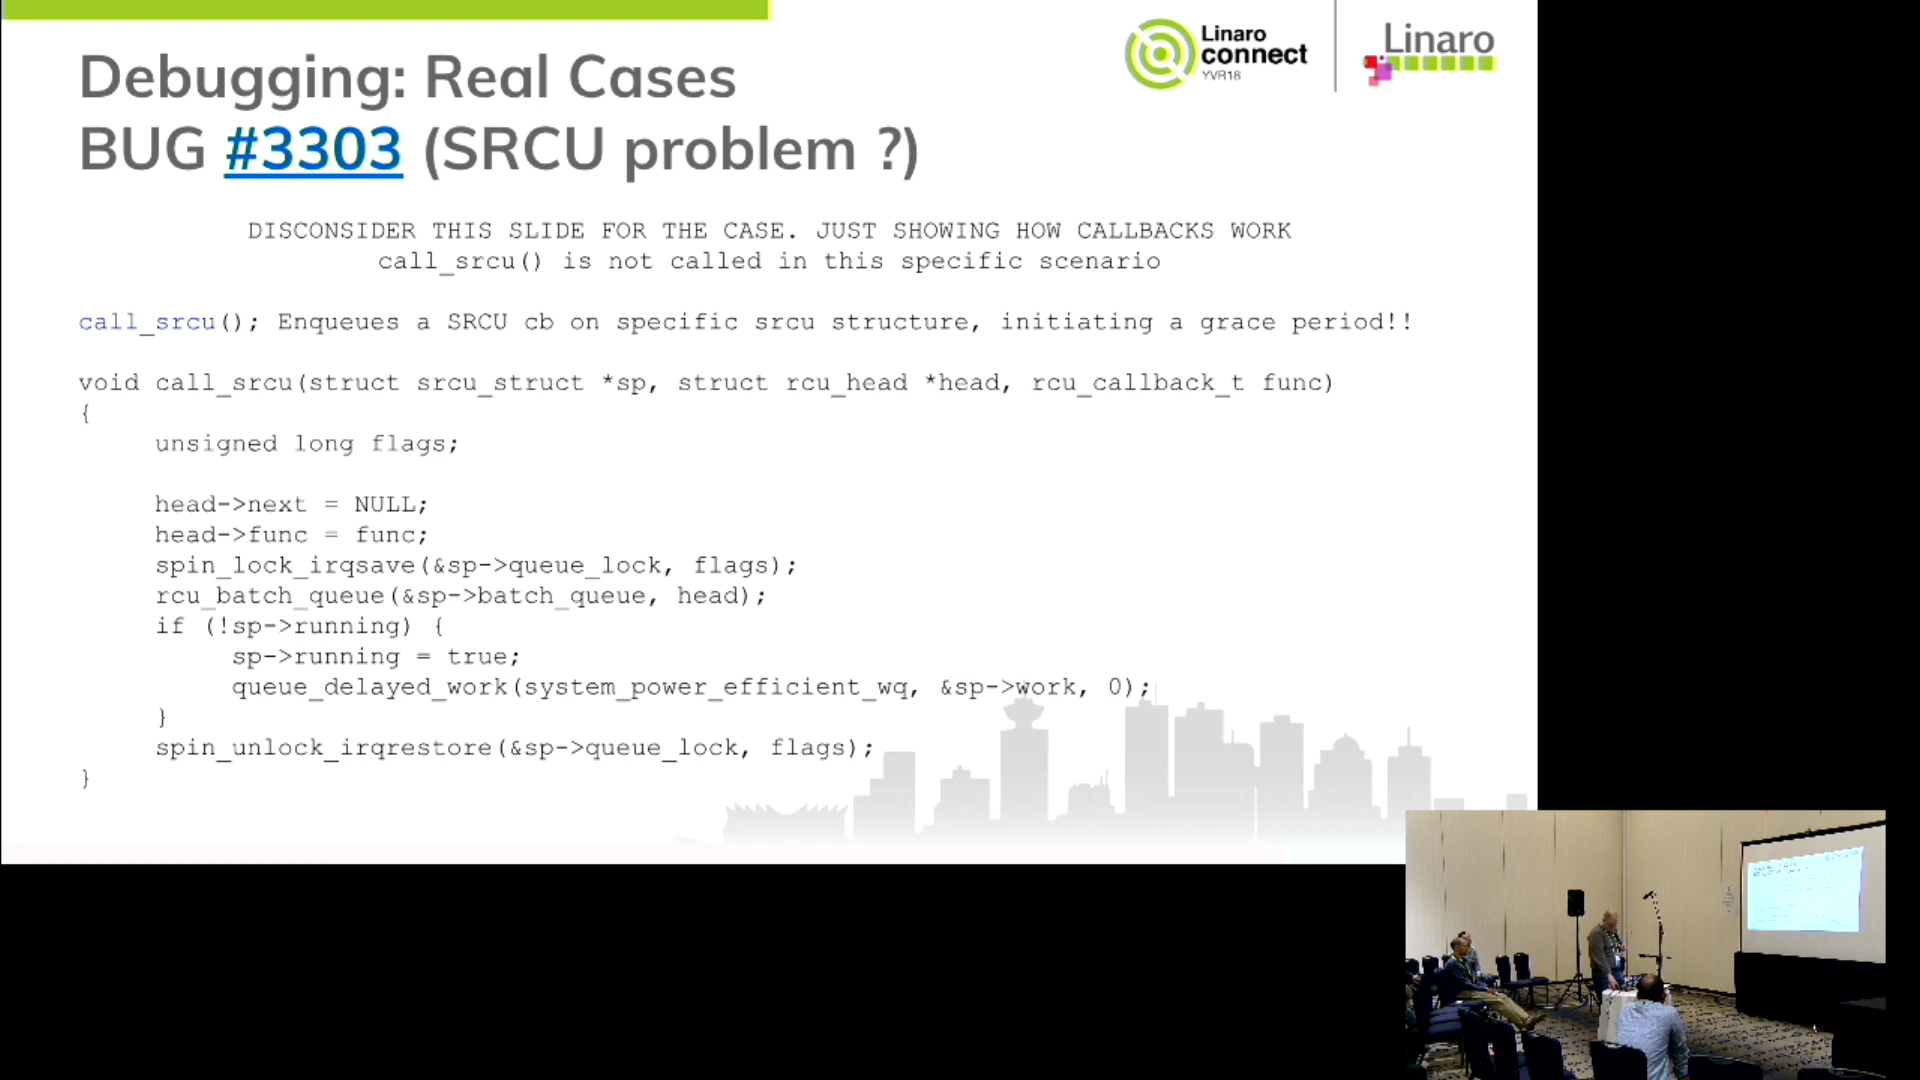 Debugging: Real Cases
BUG #3303 (SRCU problem ?)
Linaro
connect
YVR18
Linaro
DISCONSIDER THIS SLIDE FOR THE CASE. JUST SHOWING HOW CALLBACKS WORK
call_srcu() is not called in this specific scenario
call_srcu(); Enqueues a SRCU cb on specific srcu structure, initiating a grace period!!
void call_srcu(struct srcu_struct *sp, struct rcu_head *head, rcu_callback_t func)
{
unsigned long flags;
head->next = NULL;
head->func = func;
spin_lock_irqsave(&sp->queue_lock, flags);
rcu_batch_queue(&sp->batch_queue, head);
if (!sp->running) {
sp->running = true;
queue_delayed_work(system_power_efficient_wq, &sp->work, 0);
}
spin_unlock_irqrestore(&sp->queue_lock, flags);
}